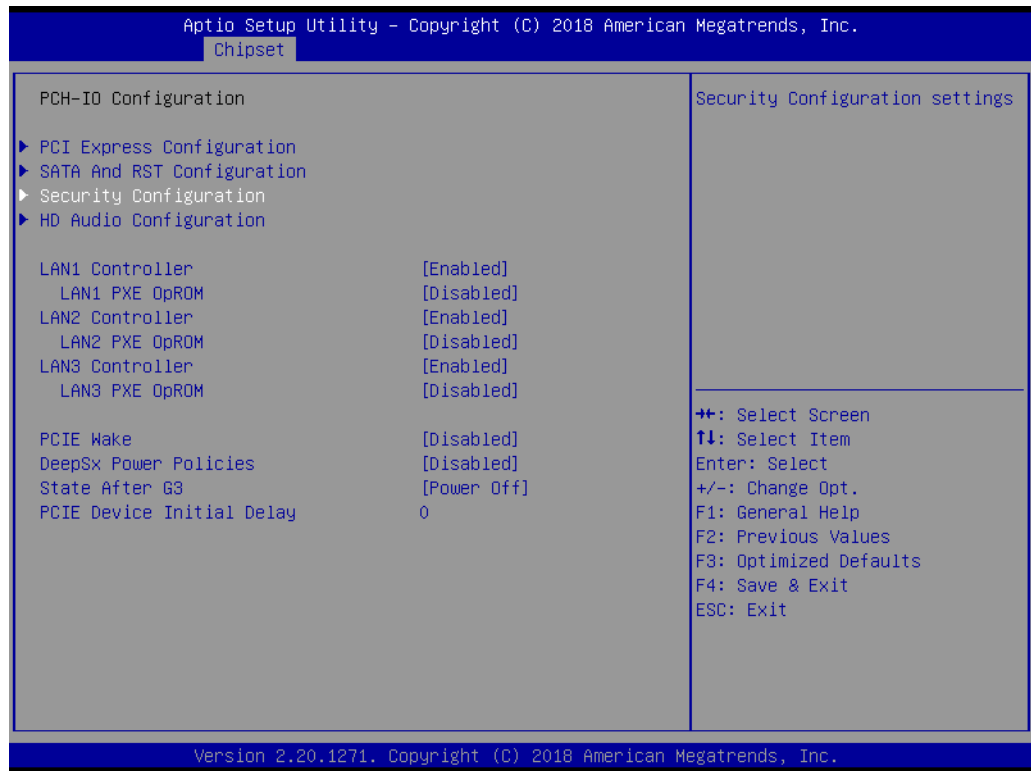 Aptio Setup Utility – Copyright (C) 2018 American Megatrends, Inc.
Chipset
PCH-IO Configuration
Security Configuration settings
▶ PCI Express Configuration
▶ SATA And RST Configuration
▶ Security Configuration
▶ HD Audio Configuration
LAN1 Controller [Enabled]
LAN1 PXE OpROM [Disabled]
LAN2 Controller [Enabled]
LAN2 PXE OpROM [Disabled]
LAN3 Controller [Enabled]
LAN3 PXE OpROM [Disabled]
PCIE Wake [Disabled]
DeepSx Power Policies [Disabled]
State After G3 [Power Off]
PCIE Device Initial Delay 0
→←: Select Screen
↑↓: Select Item
Enter: Select
+/-: Change Opt.
F1: General Help
F2: Previous Values
F3: Optimized Defaults
F4: Save & Exit
ESC: Exit
Version 2.20.1271. Copyright (C) 2018 American Megatrends, Inc.